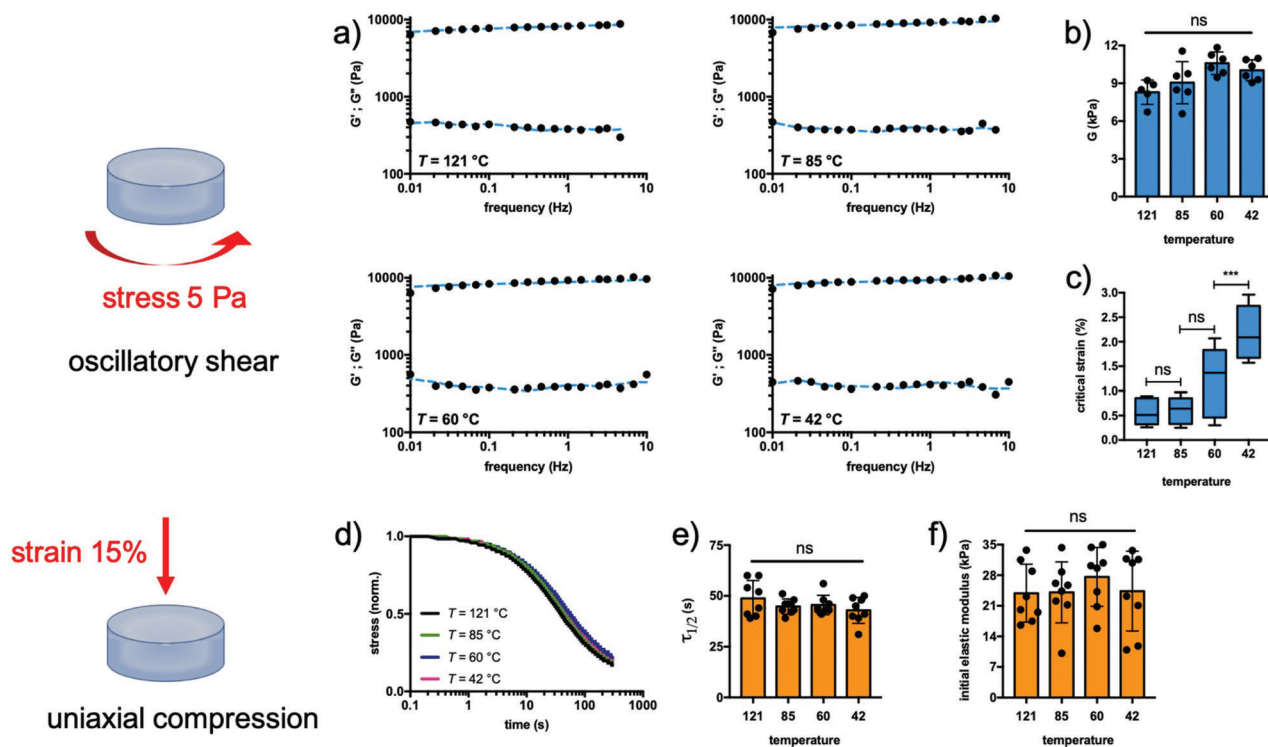 stress 5 Pa
oscillatory shear
strain 15%
uniaxial compression
a)
10000
1000
100
G' ; G'' (Pa)
T = 121 °C
0.01
0.1
1
10
frequency (Hz)
10000
1000
100
G' ; G'' (Pa)
T = 85 °C
0.01
0.1
1
10
frequency (Hz)
10000
1000
100
G' ; G'' (Pa)
T = 60 °C
0.01
0.1
1
10
frequency (Hz)
10000
1000
100
G' ; G'' (Pa)
T = 42 °C
0.01
0.1
1
10
frequency (Hz)
b)
ns
12
9
6
3
0
G (kPa)
121
85
60
42
temperature
c)
***
ns
ns
3.0
2.5
2.0
1.5
1.0
0.5
0.0
critical strain (%)
121
85
60
42
temperature
d)
1.0
0.5
0.0
stress (norm.)
T = 121 °C
T = 85 °C
T = 60 °C
T = 42 °C
0.1
1
10
100
1000
time (s)
e)
ns
75
50
25
0
τ1/2 (s)
121
85
60
42
temperature
f)
ns
35
28
21
14
7
0
initial elastic modulus (kPa)
121
85
60
42
temperature